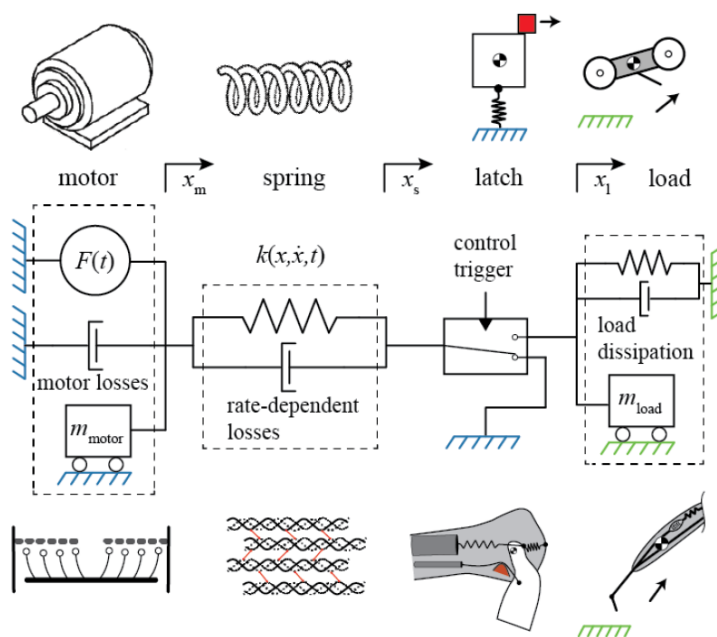 motor
x_m
spring
x_s
latch
x_l
load
F(t)
k(x,ẋ,t)
control
trigger
motor losses
load
dissipation
rate-dependent
losses
m_motor
m_load